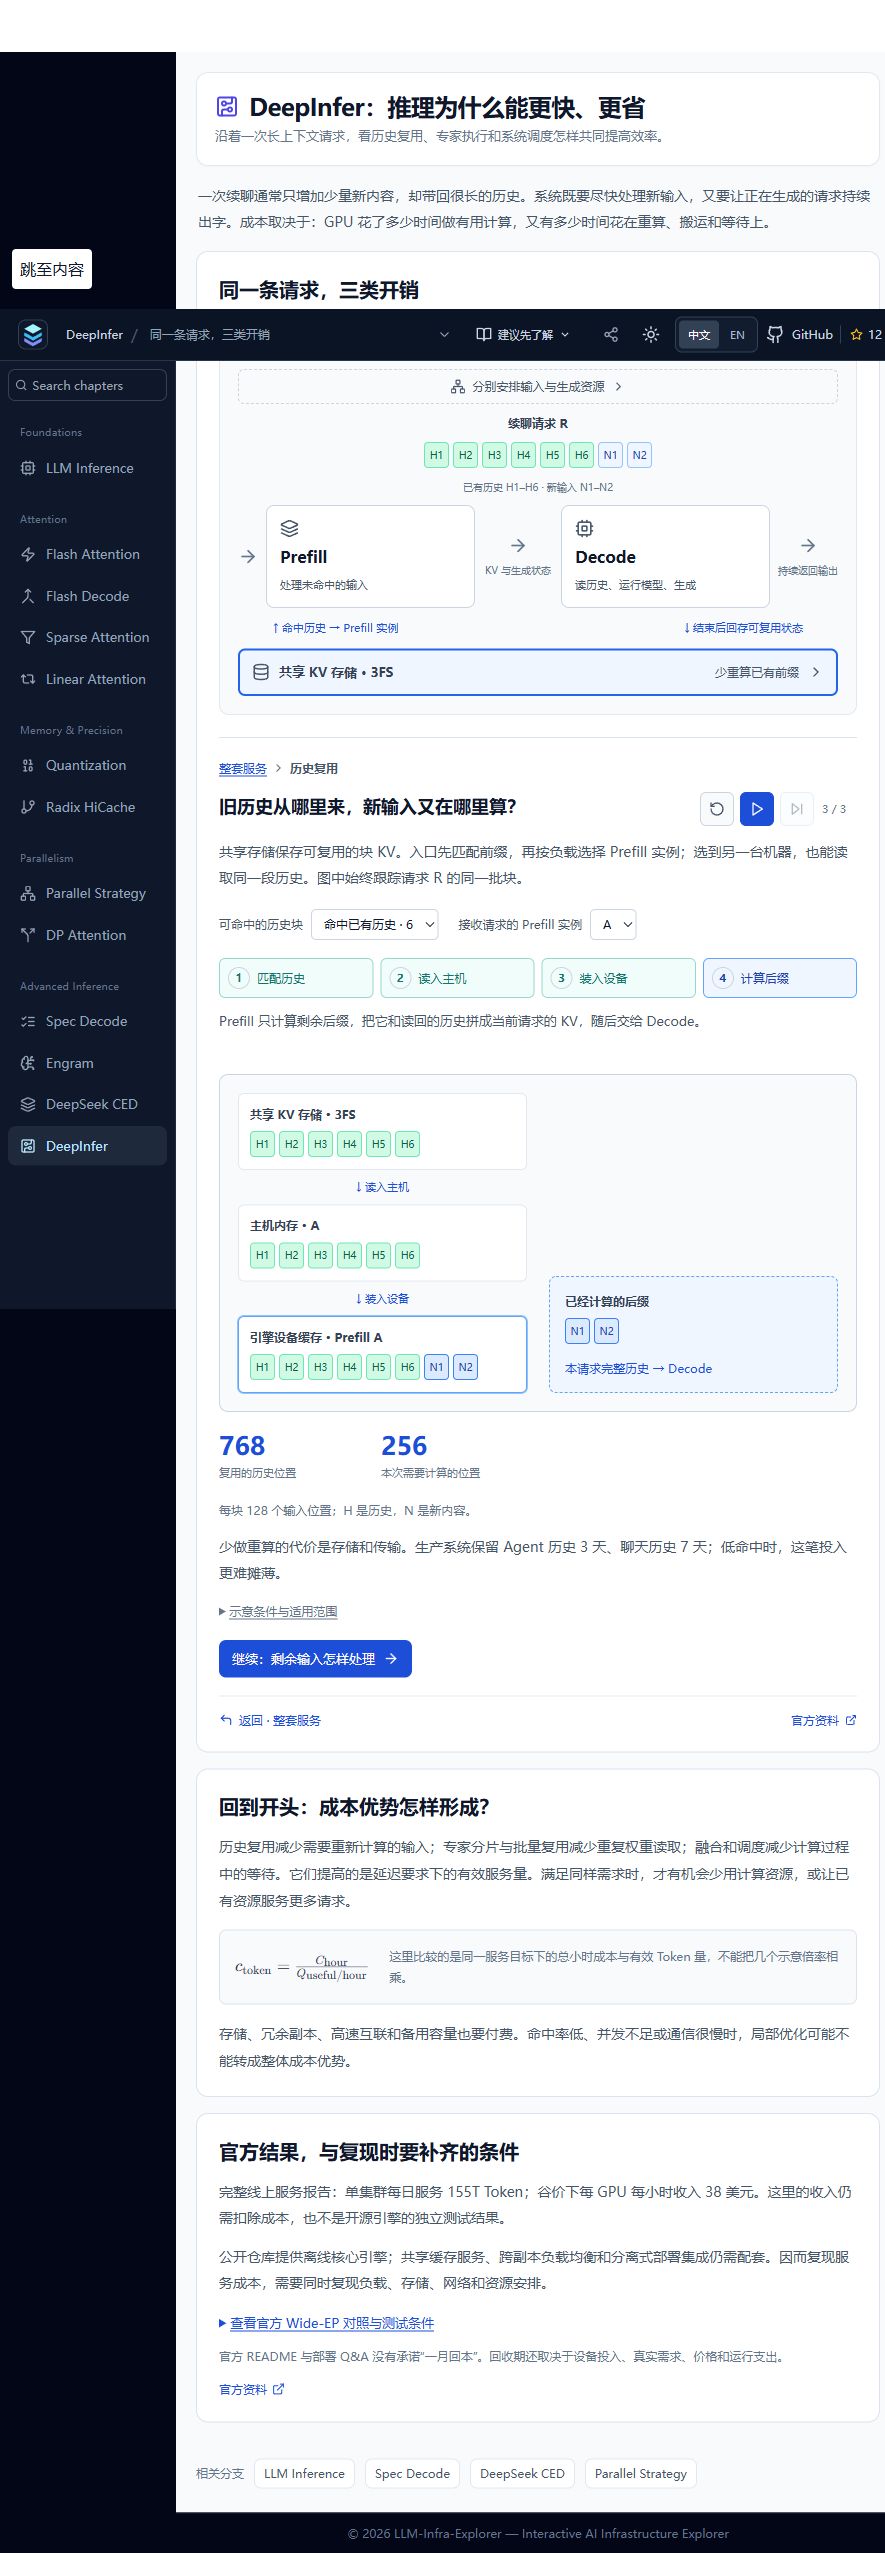 DeepInfer：推理为什么能更快、更省
沿着一次长上下文请求，看历史复用、专家执行和系统调度怎样共同提高效率。
一次续聊通常只增加少量新内容，却带回很长的历史。系统既要尽快处理新输入，又要让正在生成的请求持续
出字。成本取决于：GPU 花了多少时间做有用计算，又有多少时间花在重算、搬运和等待上。
跳至内容
同一条请求，三类开销
DeepInfer / 同一条请求，三类开销 建议先了解 中文 EN GitHub 12
Search chapters
Foundations
LLM Inference
Attention
Flash Attention
Flash Decode
Sparse Attention
Linear Attention
Memory & Precision
Quantization
Radix HiCache
Parallelism
Parallel Strategy
DP Attention
Advanced Inference
Spec Decode
Engram
DeepSeek CED
DeepInfer
分别安排输入与生成资源
续聊请求 R
H1 H2 H3 H4 H5 H6 N1 N2
已有历史 H1–H6 · 新输入 N1–N2
→
Prefill
处理未命中的输入
→
KV 与生成状态
Decode
读历史、运行模型、生成
→
持续返回输出
↑ 命中历史 → Prefill 实例
↓ 结束后回存可复用状态
共享 KV 存储 • 3FS
少重算已有前缀
整套服务 > 历史复用
旧历史从哪里来，新输入又在哪里算？
3 / 3
共享存储保存可复用的块 KV。入口先匹配前缀，再按负载选择 Prefill 实例；选到另一台机器，也能读
取同一段历史。图中始终跟踪请求 R 的同一批块。
可命中的历史块 命中已有历史 · 6 接收请求的 Prefill 实例 A
1 匹配历史
2 读入主机
3 装入设备
4 计算后缀
Prefill 只计算剩余后缀，把它和读回的历史拼成当前请求的 KV，随后交给 Decode。
共享 KV 存储 • 3FS
H1 H2 H3 H4 H5 H6
↓ 读入主机
主机内存 • A
H1 H2 H3 H4 H5 H6
↓ 装入设备
引擎设备缓存 • Prefill A
H1 H2 H3 H4 H5 H6 N1 N2
已经计算的后缀
N1 N2
本请求完整历史 → Decode
768
复用的历史位置
256
本次需要计算的位置
每块 128 个输入位置；H 是历史，N 是新内容。
少做重算的代价是存储和传输。生产系统保留 Agent 历史 3 天、聊天历史 7 天；低命中时，这笔投入
更难摊薄。
▶ 示意条件与适用范围
继续：剩余输入怎样处理 →
返回 · 整套服务
官方资料
回到开头：成本优势怎样形成？
历史复用减少需要重新计算的输入；专家分片与批量复用减少重复权重读取；融合和调度减少计算过程
中的等待。它们提高的是延迟要求下的有效服务量。满足同样需求时，才有机会少用计算资源，或让已
有资源服务更多请求。
c_token = C_hour / Q_useful/hour
这里比较的是同一服务目标下的总小时成本与有效 Token 量，不能把几个示意倍率相
乘。
存储、冗余副本、高速互联和备用容量也要付费。命中率低、并发不足或通信很慢时，局部优化可能不
能转成整体成本优势。
官方结果，与复现时要补齐的条件
完整线上服务报告：单集群每日服务 155T Token；谷价下每 GPU 每小时收入 38 美元。这里的收入仍
需扣除成本，也不是开源引擎的独立测试结果。
公开仓库提供离线核心引擎；共享缓存服务、跨副本负载均衡和分离式部署集成仍需配套。因而复现服
务成本，需要同时复现负载、存储、网络和资源安排。
▶ 查看官方 Wide-EP 对照与测试条件
官方 README 与部署 Q&A 没有承诺“一月回本”。回收期还取决于设备投入、真实需求、价格和运行支出。
官方资料
相关分支 LLM Inference Spec Decode DeepSeek CED Parallel Strategy
© 2026 LLM-Infra-Explorer — Interactive AI Infrastructure Explorer